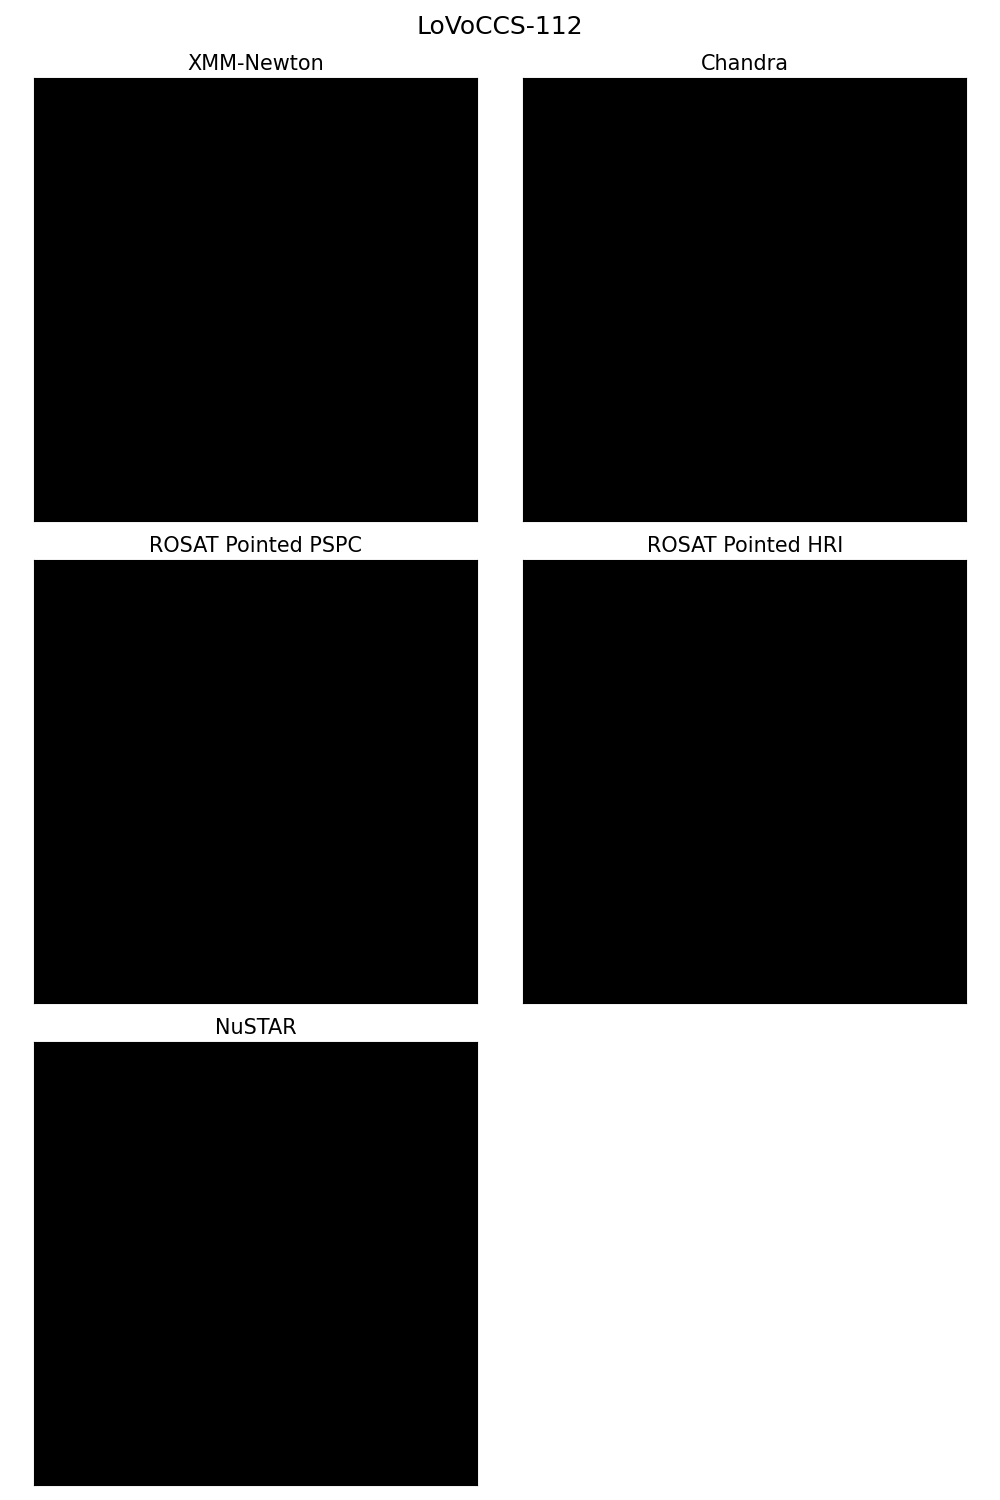 LoVoCCS-112
XMM-Newton
Chandra
ROSAT Pointed PSPC
ROSAT Pointed HRI
NuSTAR